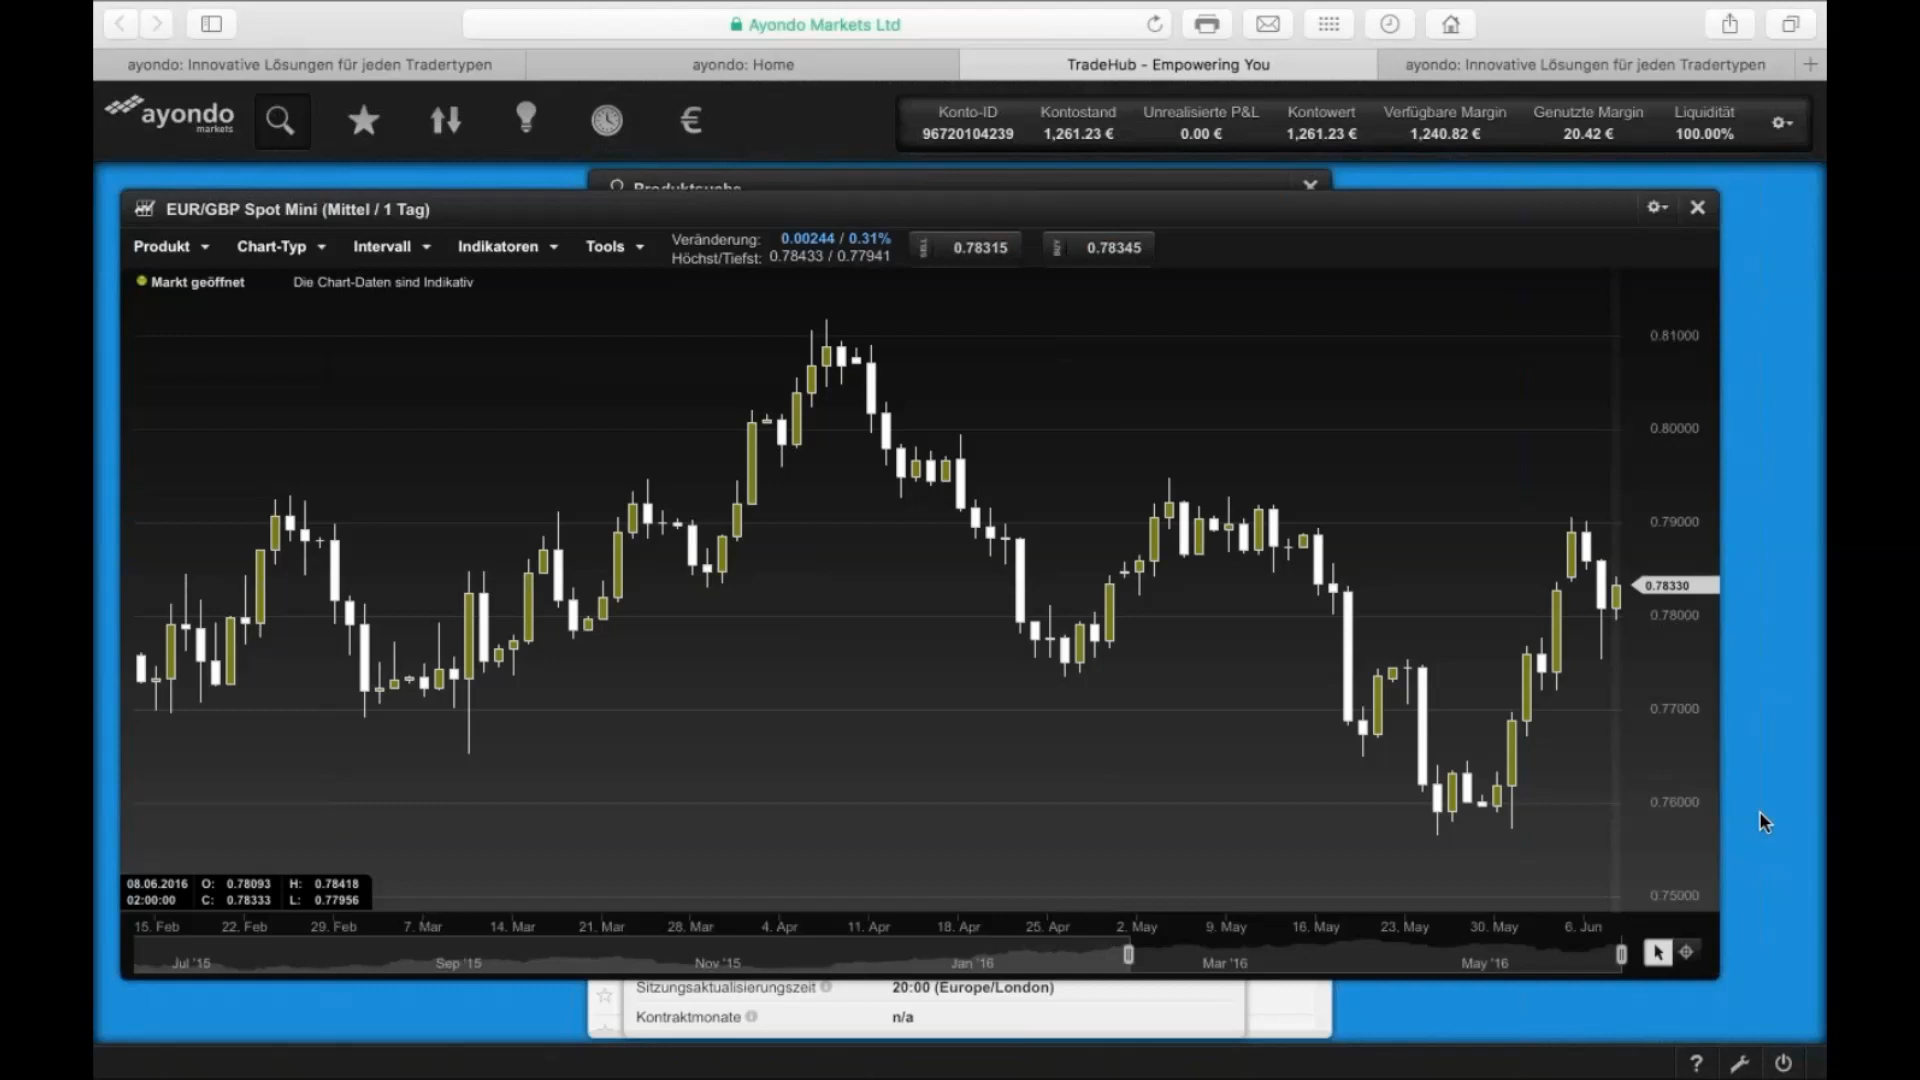 Ayondo Markets Ltd
ayondo: Innovative Lösungen für jeden Tradertypen
ayondo: Home
TradeHub - Empowering You
ayondo: Innovative Lösungen für jeden Tradertypen
ayondo
markets
€
Konto-ID
96720104239
Kontostand
1,261.23 €
Unrealisierte P&L
0.00 €
Kontowert
1,261.23 €
Verfügbare Margin
1,240.82 €
Genutzte Margin
20.42 €
Liquidität
100.00%
Produktsuche
EUR/GBP Spot Mini (Mittel / 1 Tag)
Produkt
Chart-Typ
Intervall
Indikatoren
Tools
Veränderung: 0.00244 / 0.31%
Höchst/Tiefst: 0.78433 / 0.77941
SELL 0.78315
BUY 0.78345
Markt geöffnet
Die Chart-Daten sind Indikativ
0.81000
0.80000
0.79000
0.78330
0.78000
0.77000
0.76000
0.75000
08.06.2016 O: 0.78093 H: 0.78418
02:00:00 C: 0.78333 L: 0.77956
15. Feb 22. Feb 29. Feb 7. Mar 14. Mar 21. Mar 28. Mar 4. Apr 11. Apr 18. Apr 25. Apr 2. May 9. May 16. May 23. May 30. May 6. Jun
Jul '15 Sep '15 Nov '15 Jan '16 Mar '16 May '16
Sitzungsaktualisierungszeit 20:00 (Europe/London)
Kontraktmonate n/a
?